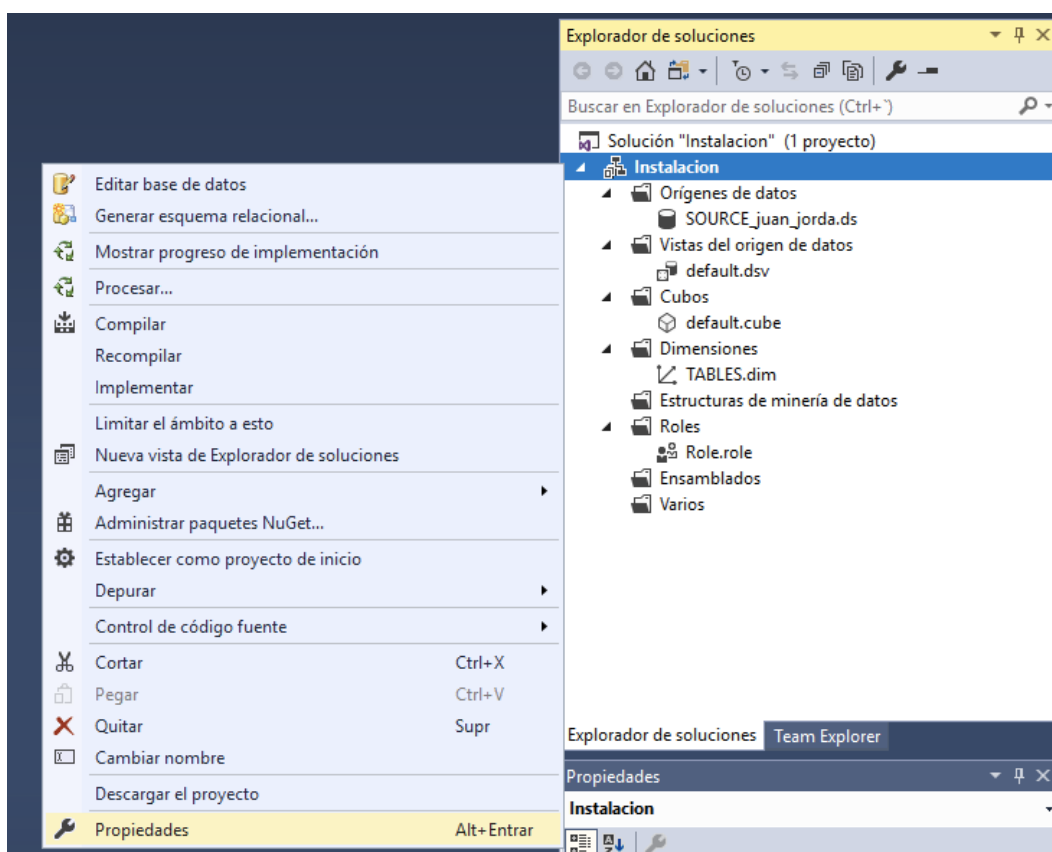 Explorador de soluciones
Buscar en Explorador de soluciones (Ctrl+`)
Solución "Instalacion" (1 proyecto)
Instalacion
Orígenes de datos
SOURCE_juan_jorda.ds
Vistas del origen de datos
default.dsv
Cubos
default.cube
Dimensiones
TABLES.dim
Estructuras de minería de datos
Roles
Role.role
Ensamblados
Varios
Editar base de datos
Generar esquema relacional...
Mostrar progreso de implementación
Procesar...
Compilar
Recompilar
Implementar
Limitar el ámbito a esto
Nueva vista de Explorador de soluciones
Agregar
Administrar paquetes NuGet...
Establecer como proyecto de inicio
Depurar
Control de código fuente
Cortar Ctrl+X
Pegar Ctrl+V
Quitar Supr
Cambiar nombre
Descargar el proyecto
Propiedades Alt+Entrar
Explorador de soluciones Team Explorer
Propiedades
Instalacion